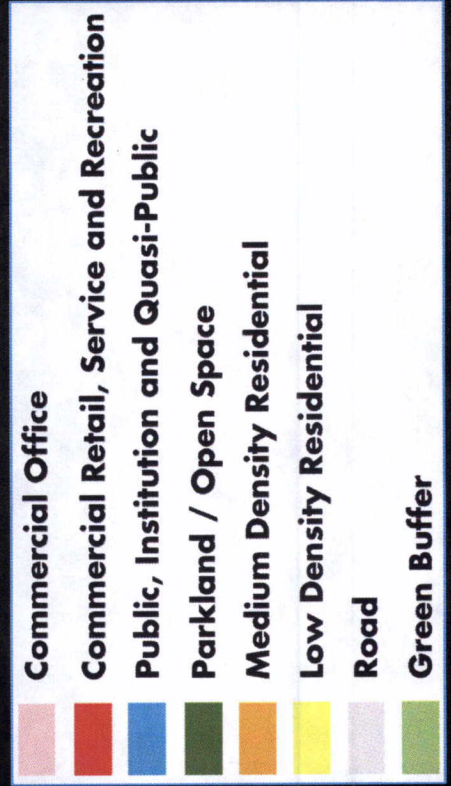 Commercial Office
Commercial Retail, Service and Recreation
Public, Institution and Quasi-Public
Parkland / Open Space
Medium Density Residential
Low Density Residential
Road
Green Buffer